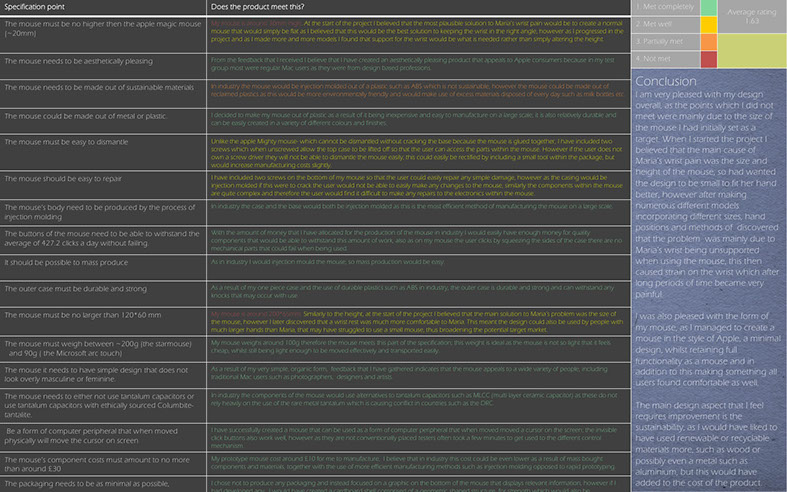 Specification point
Does the product meet this?
The mouse must be no higher then the apple magic mouse
(~20mm)
At the start of the project I believed that the most plausible solution to Maria's wrist pain would be to create a normal
mouse that would simply be flat as I believed that this would be the best solution to keeping the wrist in the right angle, however as I progressed in the
project and as I made more and more models I found that support for the wrist would be what is needed rather than simply altering the height.
The mouse needs to be aesthetically pleasing
From the feedback that I received I believe that I have created an aesthetically pleasing product that appeals to Apple consumers because in my test
group most were regular Mac users as they were from design based professions.
The mouse needs to be made out of sustainable materials
In industry the mouse would be injection molded out of a plastic such as ABS which is not sustainable, however the mouse could be made out of
reclaimed plastics as this would be more environmentally friendly and would make use of excess materials disposed of every day such as milk bottles etc.
The mouse could be made out of metal or plastic.
I decided to make my mouse out of plastic as a result of it being inexpensive and easy to manufacture on a large scale, it is also relatively durable and
can be easily created in a variety of different colours and finishes.
The mouse must be easy to dismantle
Unlike the apple Mighty mouse- which cannot be dismantled without cracking the base because the mouse is glued together, I have included two
screws which when unscrewed allow the top case to be lifted off so that the user can access the parts within the mouse. However if the user does not
own a screw driver they will not be able to dismantle the mouse easily, this could easily be rectified by including a small tool within the package, but
would increase manufacturing costs slightly.
The mouse should be easy to repair
I have included two screws on the bottom of my mouse so that the user could easily repair any simple damage, however as the casing would be
injection molded if this were to crack the user would not be able to easily make any changes to the mouse, similarly the components within the mouse
are quite complex and therefore the user would find it difficult to make any repairs to the electronics within the mouse.
The mouse's body need to be produced by the process of
injection molding
In industry the case and the base would both be injection molded as this is the most efficient method of manufacturing the mouse on a large scale.
The buttons of the mouse need to be able to withstand the
average of 427.2 clicks a day without failing.
With the amount of money that I have allocated for the production of the mouse in industry I would easily have enough money for quality
components that would be able to withstand this amount of work, also as on my mouse the user clicks by squeezing the sides of the case there are no
mechanical parts that could fail when being used.
It should be possible to mass produce
As in industry I would injection mould the mouse, so mass production would be easy.
The outer case must be durable and strong
As a result of my one piece case and the use of durable plastics such as ABS in industry, the outer case is durable and strong and can withstand any
knocks that may occur with use.
The mouse must be no larger than 120*60 mm
Similarly to the height, at the start of the project I believed that the main solution to Maria's problem was the size of
the mouse, however I later discovered that a wrist rest was much more comfortable to Maria. This meant the design could also be used by people with
much larger hands than Maria, that may have struggled to use a small mouse, thus broadening the potential target market.
The mouse must weigh between ~200g (the starmouse)
and 90g ( the Microsoft arc touch)
My mouse weighs around 100g therefore the mouse meets this part of the specification; this weight is ideal as the mouse is not so light that it feels
cheap, while still being light enough to be moved effectively and transported easily.
The mouse it needs to have simple design that does not
look overly masculine or feminine.
As a result of my very simple, organic form, feedback that I have gathered indicates that the mouse appeals to a wide variety of people, including
traditional Mac users such as photographers, designers and artists.
The mouse needs to either not use tantalum capacitors or
use tantalum capacitors with ethically sourced Columbite-
tantalite.
In industry the components of the mouse would use alternatives to tantalum capacitors such as MLCC (multi layer ceramic capacitor) as these do not
rely heavily on the use of the rare metal tantalum which is causing conflict in countries such as the DRC.
Be a form of computer peripheral that when moved
physically will move the cursor on screen.
I have successfully created a mouse that can be used as a form of computer peripheral that when moved moved a cursor on the screen; the invisible
click buttons also work well, however as they are not conventionally placed testers often took a few minutes to get used to the different control
mechanism.
The mouse's component costs must amount to no more
than around £30
My prototype mouse cost around £10 for me to manufacture. I believe that in industry this cost could be even lower as a result of mass bought
components and materials, together with the use of more efficient manufacturing methods such as injection molding opposed to rapid prototyping.
The packaging needs to be as minimal as possible,
I chose not to produce any packaging and instead focused on a graphic on the bottom of the mouse that displays relevant information, however if I
1. Met completely
2. Met well
3. Partially met
4. Not met
Average rating
1.63
Conclusion
I am very pleased with my design
overall, as the points which I did not
meet were mainly due to the size of
the mouse I had initially set as a
target. When I started the project I
believed that the main cause of
Maria's wrist pain was the size and
height of the mouse, so had wanted
the design to be small to fit her hand
better, however after making
numerous different models
incorporating different sizes, hand
positions and methods of discovered
that the problem was mainly due to
Maria's wrist being unsupported
when using the mouse, this then
caused strain on the wrist which after
long periods of time became very
painful.
I was also pleased with the form of
my mouse, as I managed to create a
mouse in the style of Apple, a minimal
design, whilst retaining full
functionality as a mouse and in
addition to this making something all
users found comfortable as well.
The main design aspect that I feel
requires improvement is the
sustainability, as I would have liked to
have used renewable or recyclable
materials more, such as wood or
possibly even a metal such as
aluminum, but this would have
added to the cost of the product